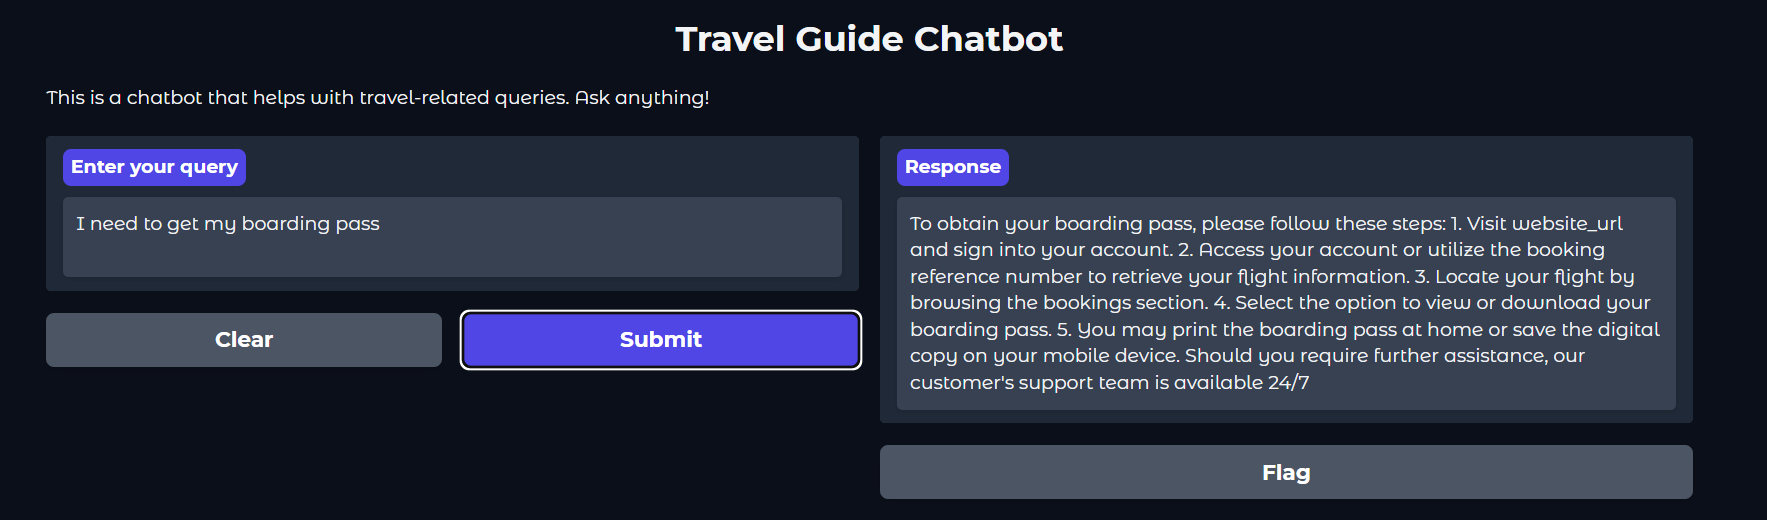 Travel Guide Chatbot
This is a chatbot that helps with travel-related queries. Ask anything!
Enter your query
I need to get my boarding pass
Clear
Submit
Response
To obtain your boarding pass, please follow these steps: 1. Visit website_url
and sign into your account. 2. Access your account or utilize the booking
reference number to retrieve your flight information. 3. Locate your flight by
browsing the bookings section. 4. Select the option to view or download your
boarding pass. 5. You may print the boarding pass at home or save the digital
copy on your mobile device. Should you require further assistance, our
customer's support team is available 24/7
Flag